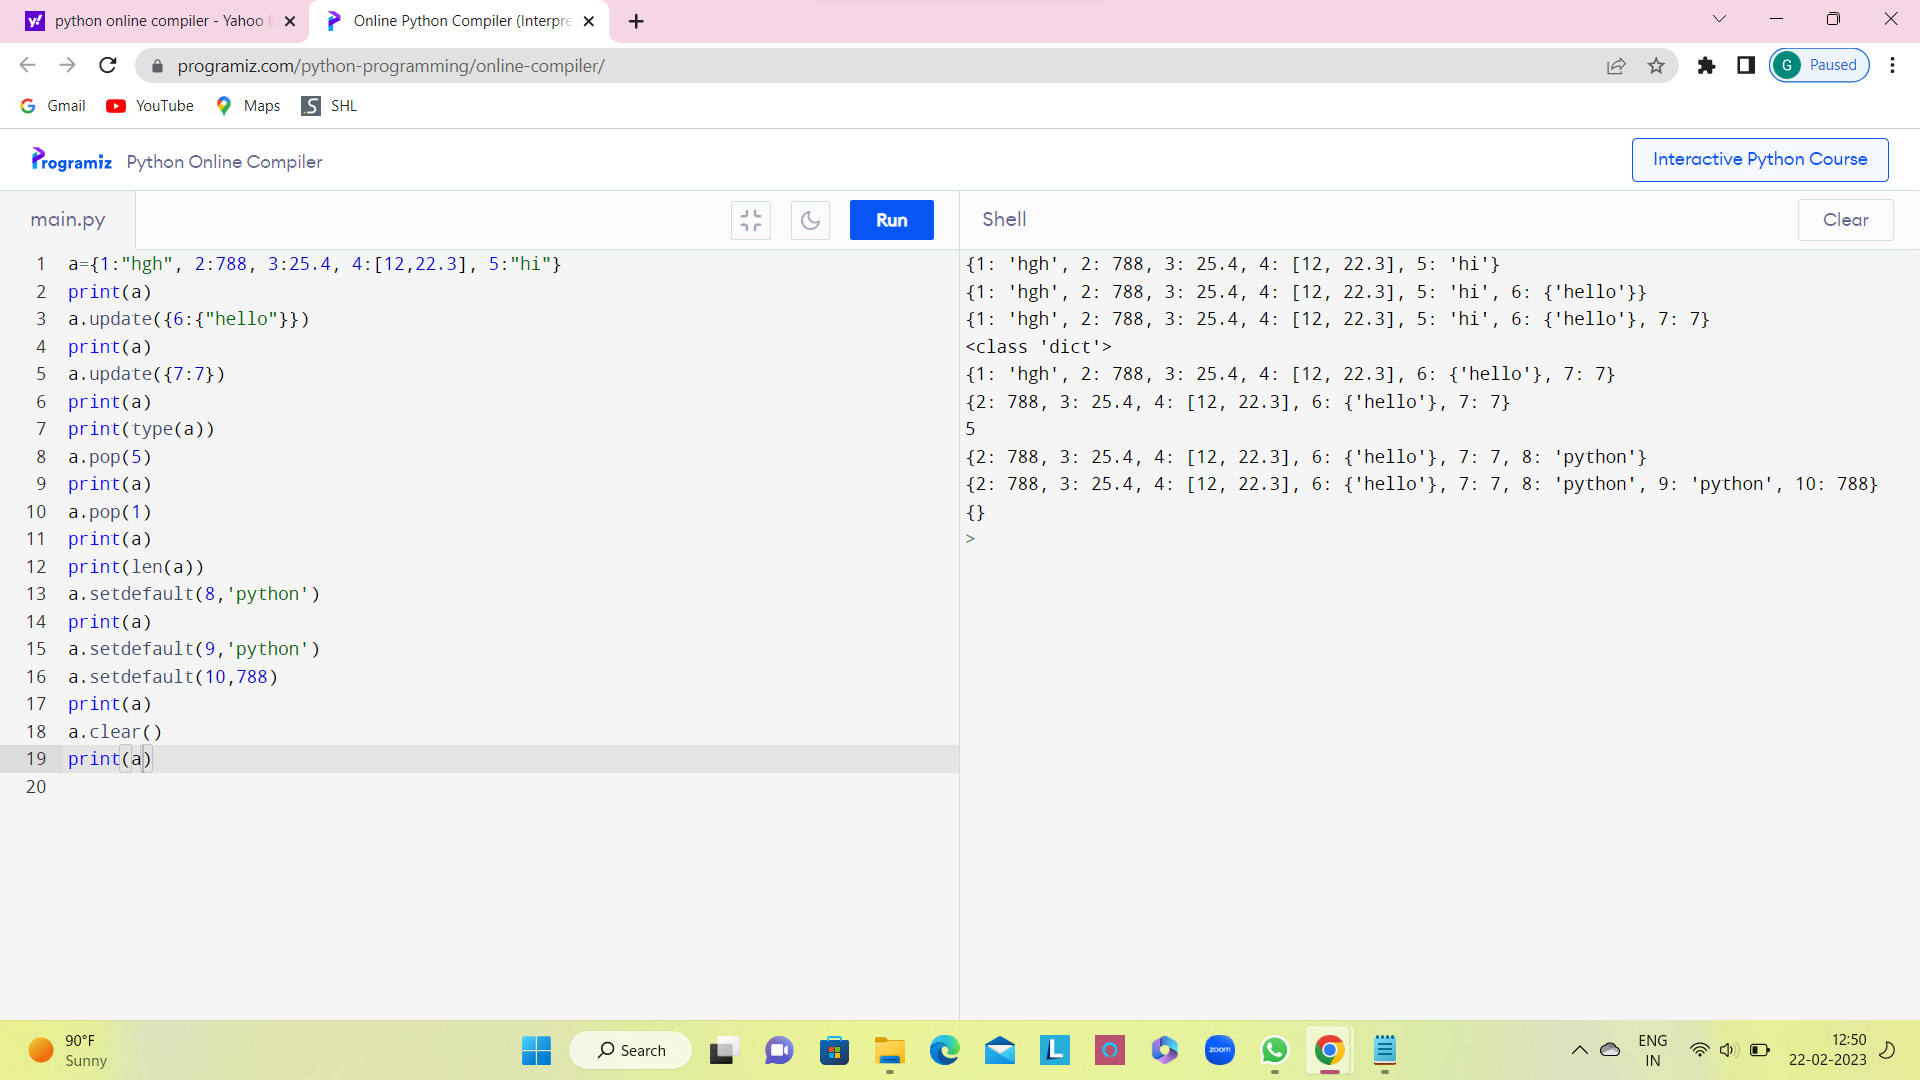 python online compiler - Yahoo
Online Python Compiler (Interpre
programiz.com/python-programming/online-compiler/
G Paused
Gmail YouTube Maps SHL
Programiz Python Online Compiler
Interactive Python Course
main.py
Run
Shell
Clear
1 a={1:"hgh", 2:788, 3:25.4, 4:[12,22.3], 5:"hi"}
2 print(a)
3 a.update({6:{"hello"}})
4 print(a)
5 a.update({7:7})
6 print(a)
7 print(type(a))
8 a.pop(5)
9 print(a)
10 a.pop(1)
11 print(a)
12 print(len(a))
13 a.setdefault(8,'python')
14 print(a)
15 a.setdefault(9,'python')
16 a.setdefault(10,788)
17 print(a)
18 a.clear()
19 print(a)
20
{1: 'hgh', 2: 788, 3: 25.4, 4: [12, 22.3], 5: 'hi'}
{1: 'hgh', 2: 788, 3: 25.4, 4: [12, 22.3], 5: 'hi', 6: {'hello'}}
{1: 'hgh', 2: 788, 3: 25.4, 4: [12, 22.3], 5: 'hi', 6: {'hello'}, 7: 7}
<class 'dict'>
{1: 'hgh', 2: 788, 3: 25.4, 4: [12, 22.3], 6: {'hello'}, 7: 7}
{2: 788, 3: 25.4, 4: [12, 22.3], 6: {'hello'}, 7: 7}
5
{2: 788, 3: 25.4, 4: [12, 22.3], 6: {'hello'}, 7: 7, 8: 'python'}
{2: 788, 3: 25.4, 4: [12, 22.3], 6: {'hello'}, 7: 7, 8: 'python', 9: 'python', 10: 788}
{}
>
90°F
Sunny
Search
zoom
ENG
IN
12:50
22-02-2023